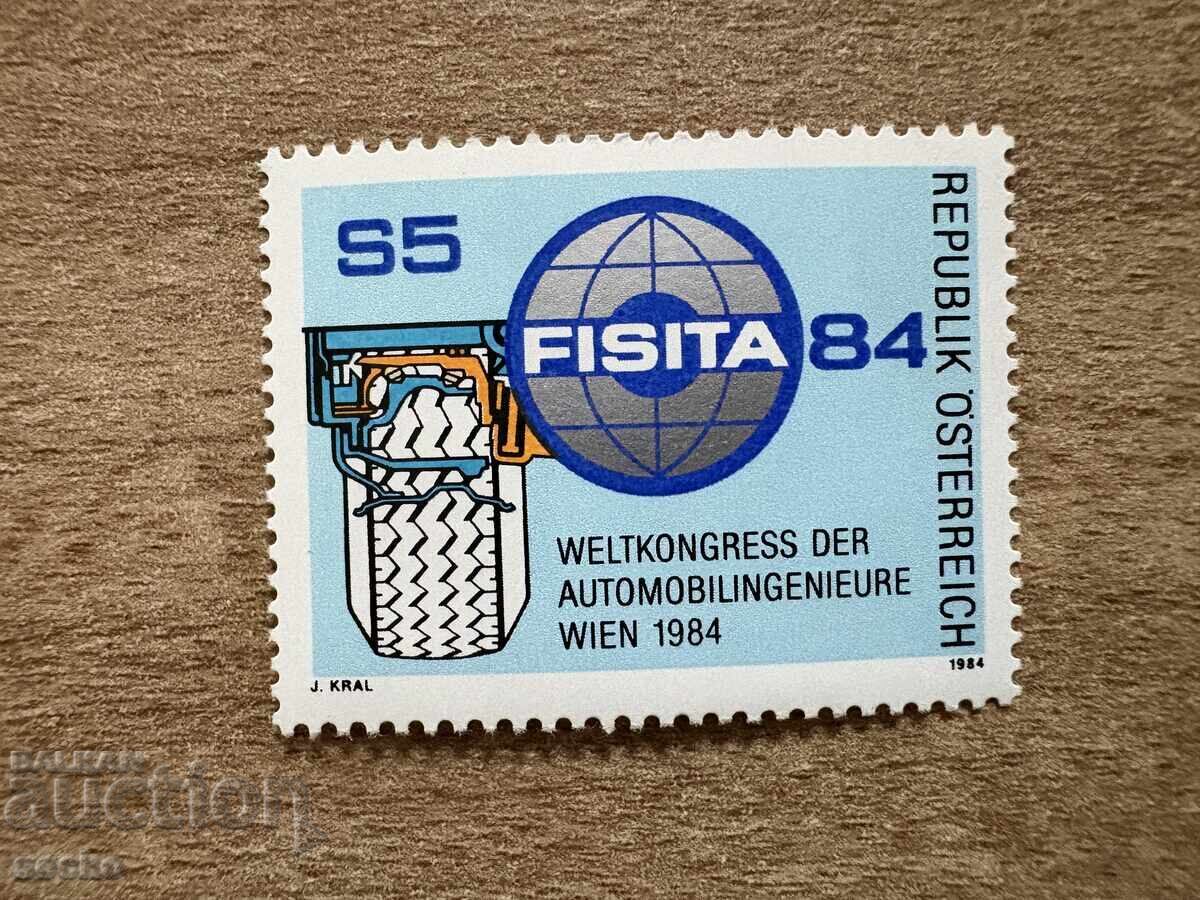 S5
FISITA 84
REPUBLIK ÖSTERREICH
WELTKONGRESS DER
AUTOMOBILINGENIEURE
WIEN 1984
J. KRAL
1984
BALKAN
auction
secko